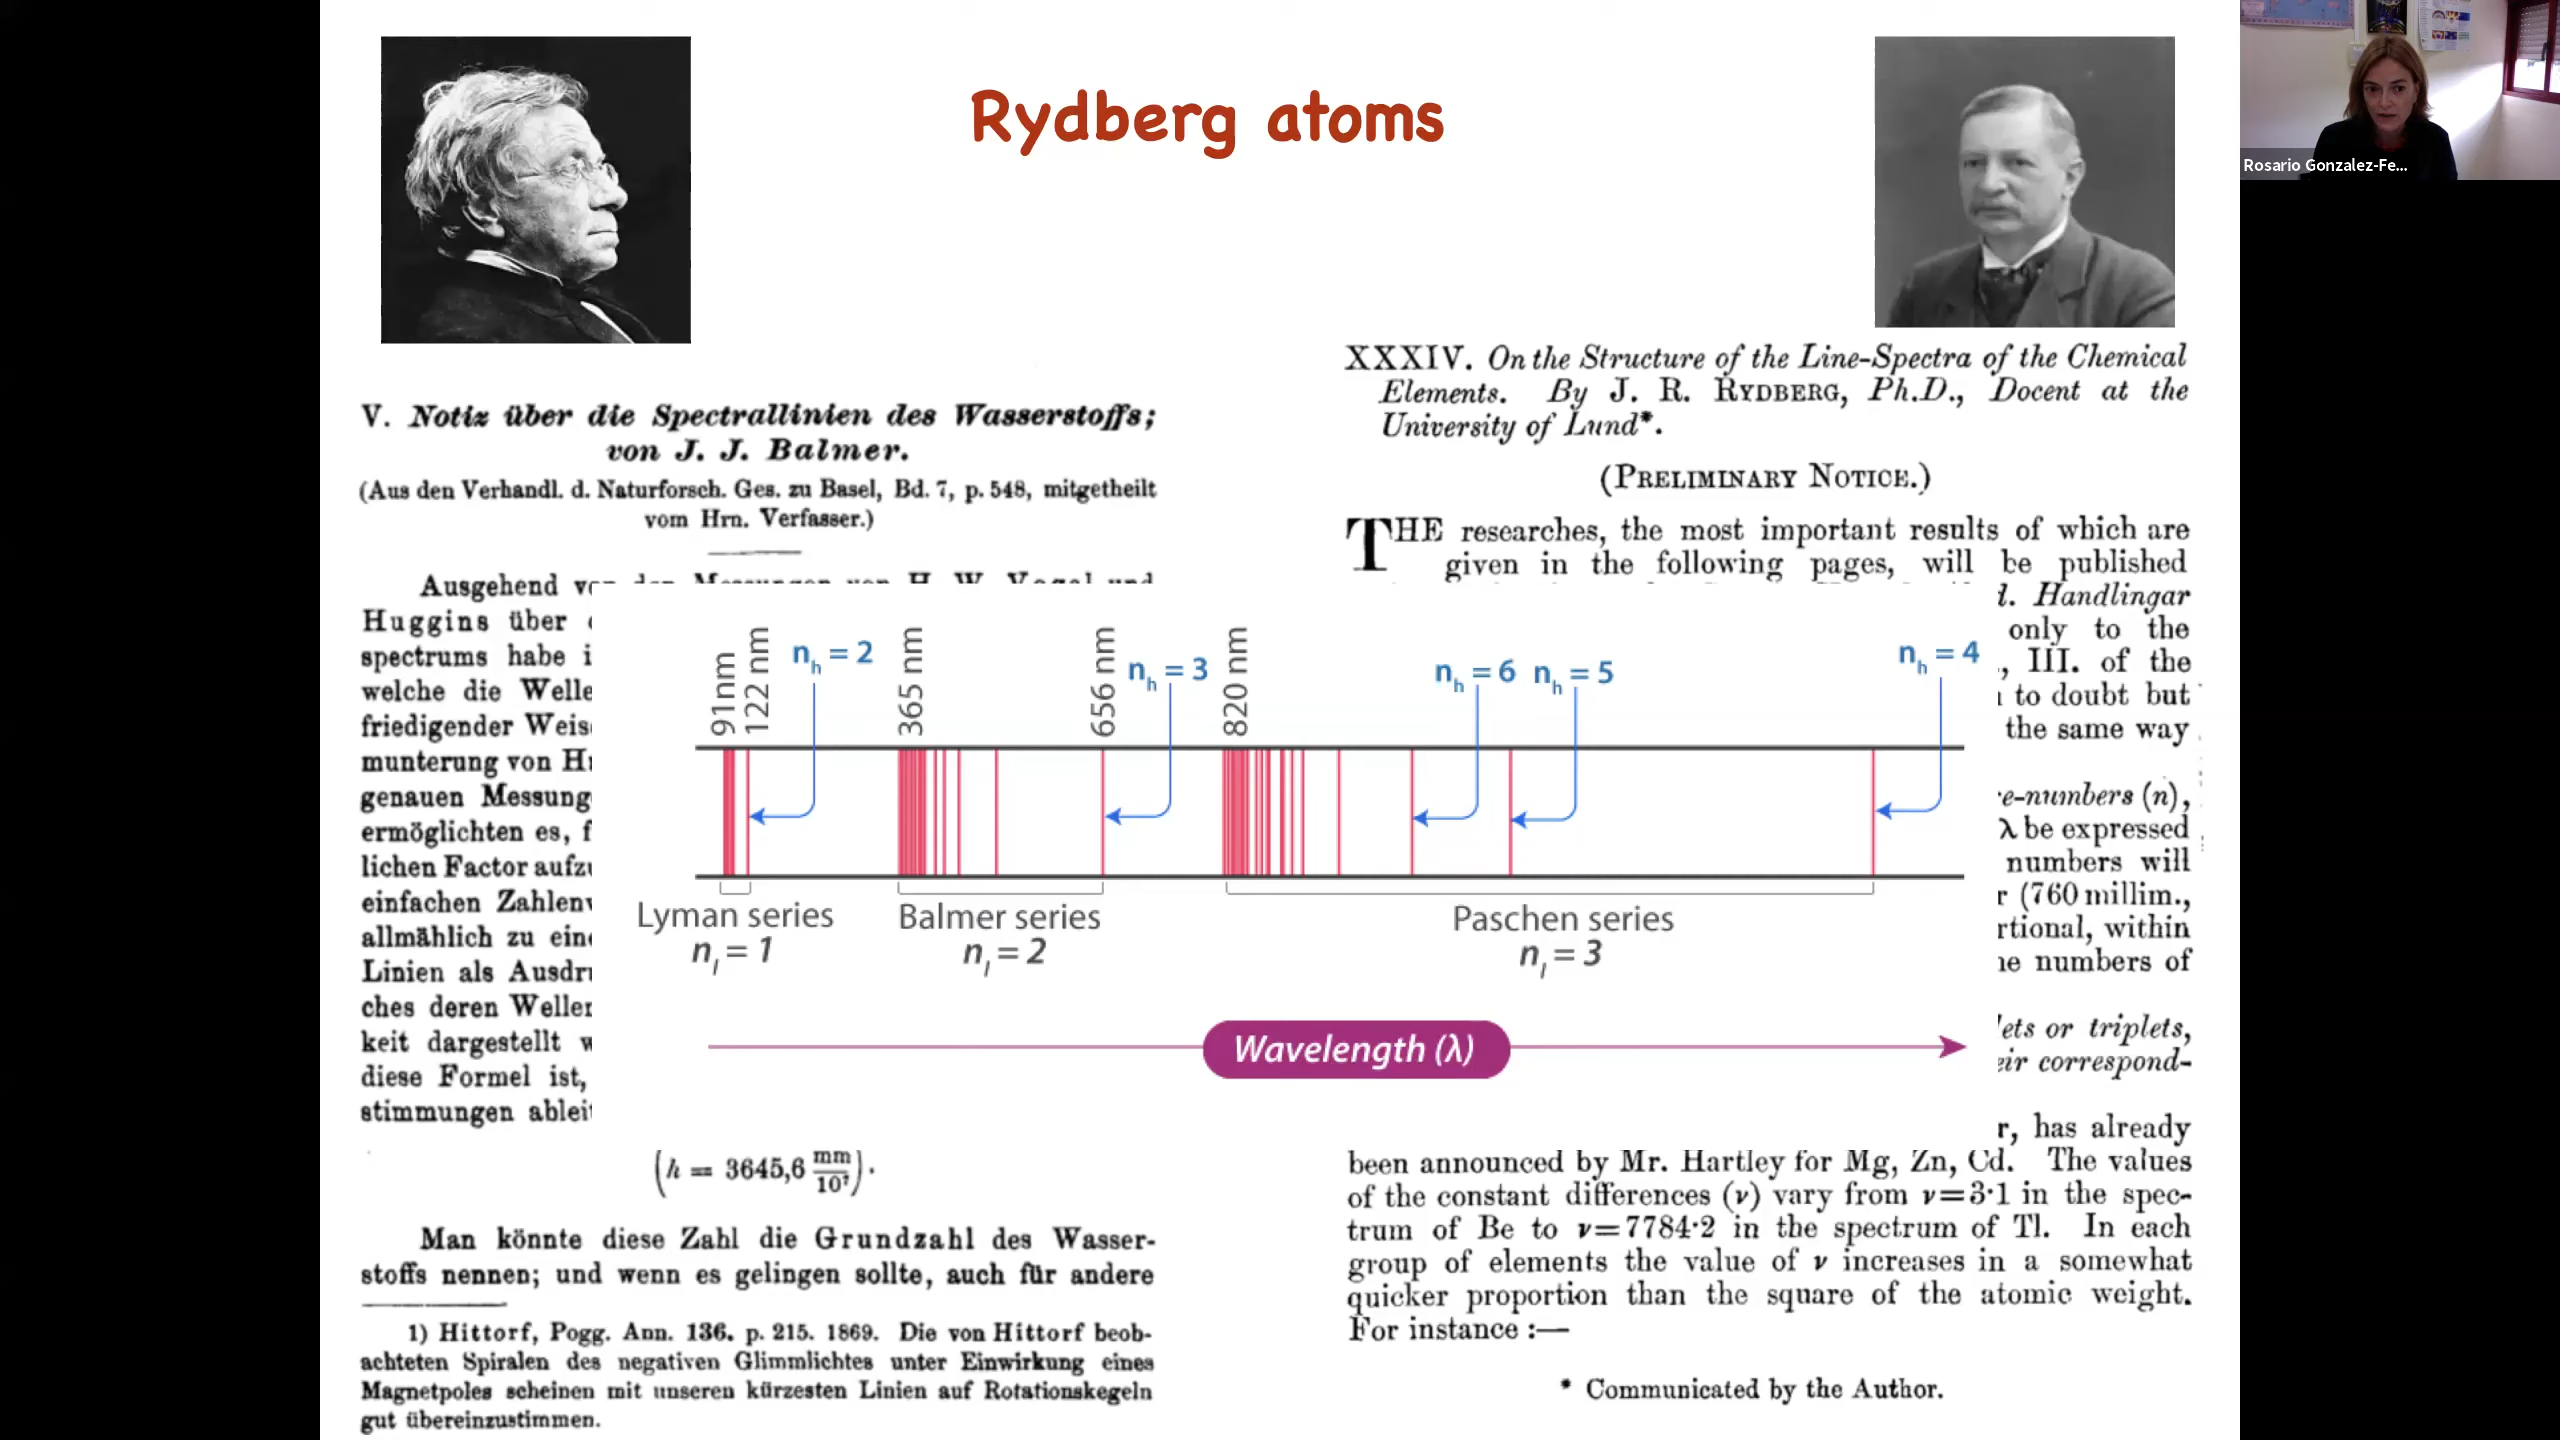 Rydberg atoms
Rosario Gonzalez-Fe...
V. Notiz über die Spectrallinien des Wasserstoffs;
von J. J. Balmer.
(Aus den Verhandl. d. Naturforsch. Ges. zu Basel, Bd. 7, p. 548, mitgetheilt
vom Hrn. Verfasser.)
Ausgehend
Huggins über
spectrums habe
welche die
friedigender
munterung von
genauen
ermöglichten es,
lichen Factor
einfachen
allmählich zu
Linien als
ches deren
keit dargestellt
diese Formel ist,
stimmungen
(h = 3645,6 mm/10⁷).
Man könnte diese Zahl die Grundzahl des Wasser-
stoffs nennen; und wenn es gelingen sollte, auch für andere
1) Hittorf, Pogg. Ann. 136. p. 215. 1869. Die von Hittorf beob-
achteten Spiralen des negativen Glimmlichtes unter Einwirkung eines
Magnetpoles scheinen mit unseren kürzesten Linien auf Rotationskegeln
gut übereinzustimmen.
XXXIV. On the Structure of the Line-Spectra of the Chemical
Elements. By J. R. RYDBERG, Ph.D., Docent at the
University of Lund*.
(PRELIMINARY NOTICE.)
THE researches, the most important results of which are
given in the following pages, will be published
Handlingar
only to the
III. of the
to doubt but
the same way
e-numbers (n),
λ be expressed
numbers will
(760 millim.,
within
numbers of
or triplets,
correspond-
has already
been announced by Mr. Hartley for Mg, Zn, Cd. The values
of the constant differences (ν) vary from ν=3·1 in the spec-
trum of Be to ν=7784·2 in the spectrum of Tl. In each
group of elements the value of ν increases in a somewhat
quicker proportion than the square of the atomic weight.
For instance :—
* Communicated by the Author.
91nm
122 nm
nh = 2
365 nm
656 nm
nh = 3
820 nm
nh = 6
nh = 5
nh = 4
Lyman series
nl = 1
Balmer series
nl = 2
Paschen series
nl = 3
Wavelength (λ)